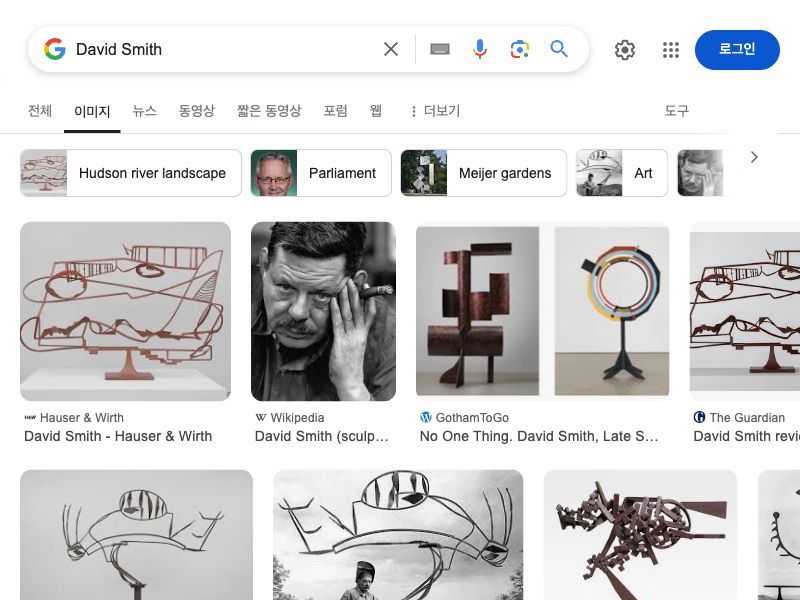 David Smith
로그인
전체 이미지 뉴스 동영상 짧은 동영상 포럼 웹 더보기 도구
Hudson river landscape Parliament Meijer gardens Art
Hauser & Wirth
David Smith - Hauser & Wirth
Wikipedia
David Smith (sculp...
GothamToGo
No One Thing. David Smith, Late S...
The Guardian
David Smith revi